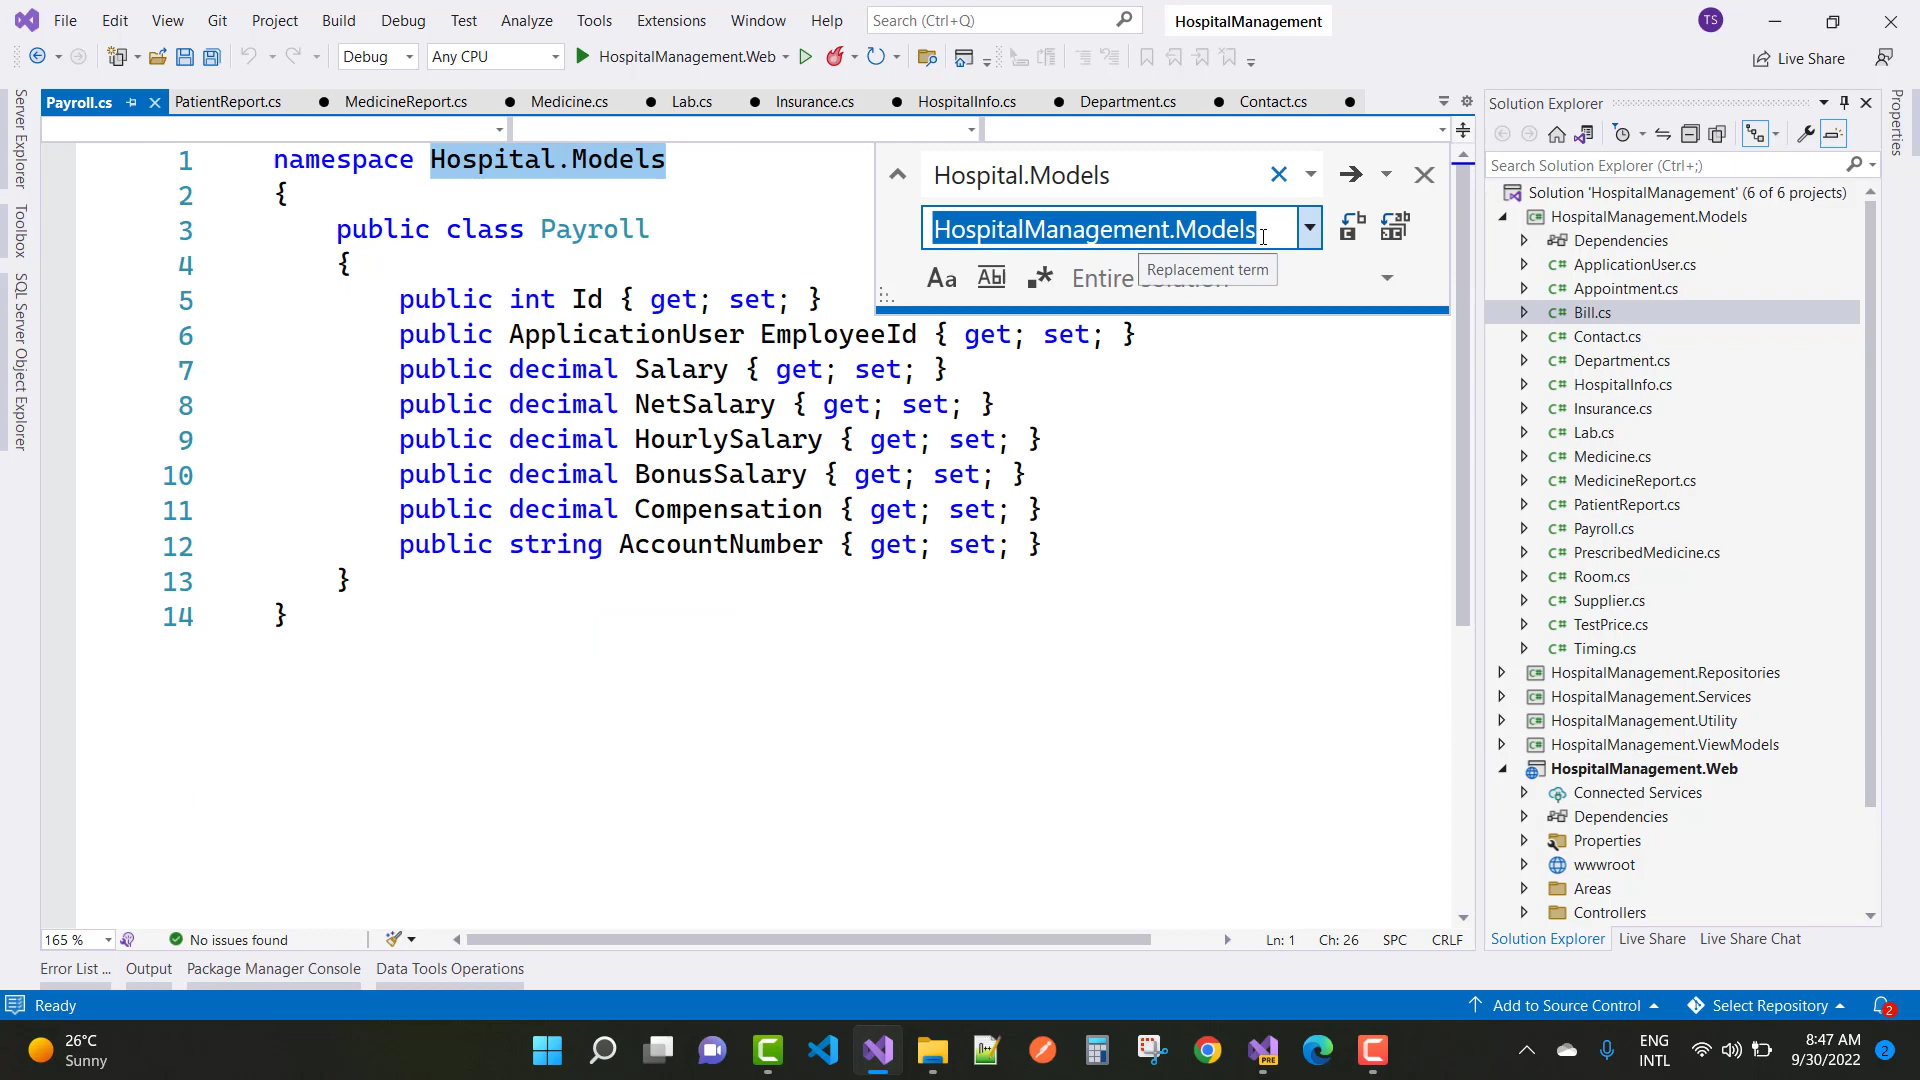 File Edit View Git Project Build Debug Test Analyze Tools Extensions Window Help Search (Ctrl+Q) HospitalManagement TS
Debug Any CPU HospitalManagement.Web Live Share
Payroll.cs PatientReport.cs MedicineReport.cs Medicine.cs Lab.cs Insurance.cs HospitalInfo.cs Department.cs Contact.cs
Server Explorer
Toolbox
SQL Server Object Explorer
1 namespace Hospital.Models
2 {
3 public class Payroll
4 {
5 public int Id { get; set; }
6 public ApplicationUser EmployeeId { get; set; }
7 public decimal Salary { get; set; }
8 public decimal NetSalary { get; set; }
9 public decimal HourlySalary { get; set; }
10 public decimal BonusSalary { get; set; }
11 public decimal Compensation { get; set; }
12 public string AccountNumber { get; set; }
13 }
14 }
Hospital.Models
HospitalManagement.Models
Replacement term
Aa Abl Entire
Solution Explorer
Search Solution Explorer (Ctrl+;)
Solution 'HospitalManagement' (6 of 6 projects)
HospitalManagement.Models
Dependencies
C# ApplicationUser.cs
C# Appointment.cs
C# Bill.cs
C# Contact.cs
C# Department.cs
C# HospitalInfo.cs
C# Insurance.cs
C# Lab.cs
C# Medicine.cs
C# MedicineReport.cs
C# PatientReport.cs
C# Payroll.cs
C# PrescribedMedicine.cs
C# Room.cs
C# Supplier.cs
C# TestPrice.cs
C# Timing.cs
HospitalManagement.Repositories
HospitalManagement.Services
HospitalManagement.Utility
HospitalManagement.ViewModels
HospitalManagement.Web
Connected Services
Dependencies
Properties
wwwroot
Areas
Controllers
Solution Explorer Live Share Live Share Chat
Properties
165 % No issues found Ln: 1 Ch: 26 SPC CRLF
Error List ... Output Package Manager Console Data Tools Operations
Ready Add to Source Control Select Repository 2
26°C
Sunny
PRE
ENG
INTL
8:47 AM
9/30/2022
2